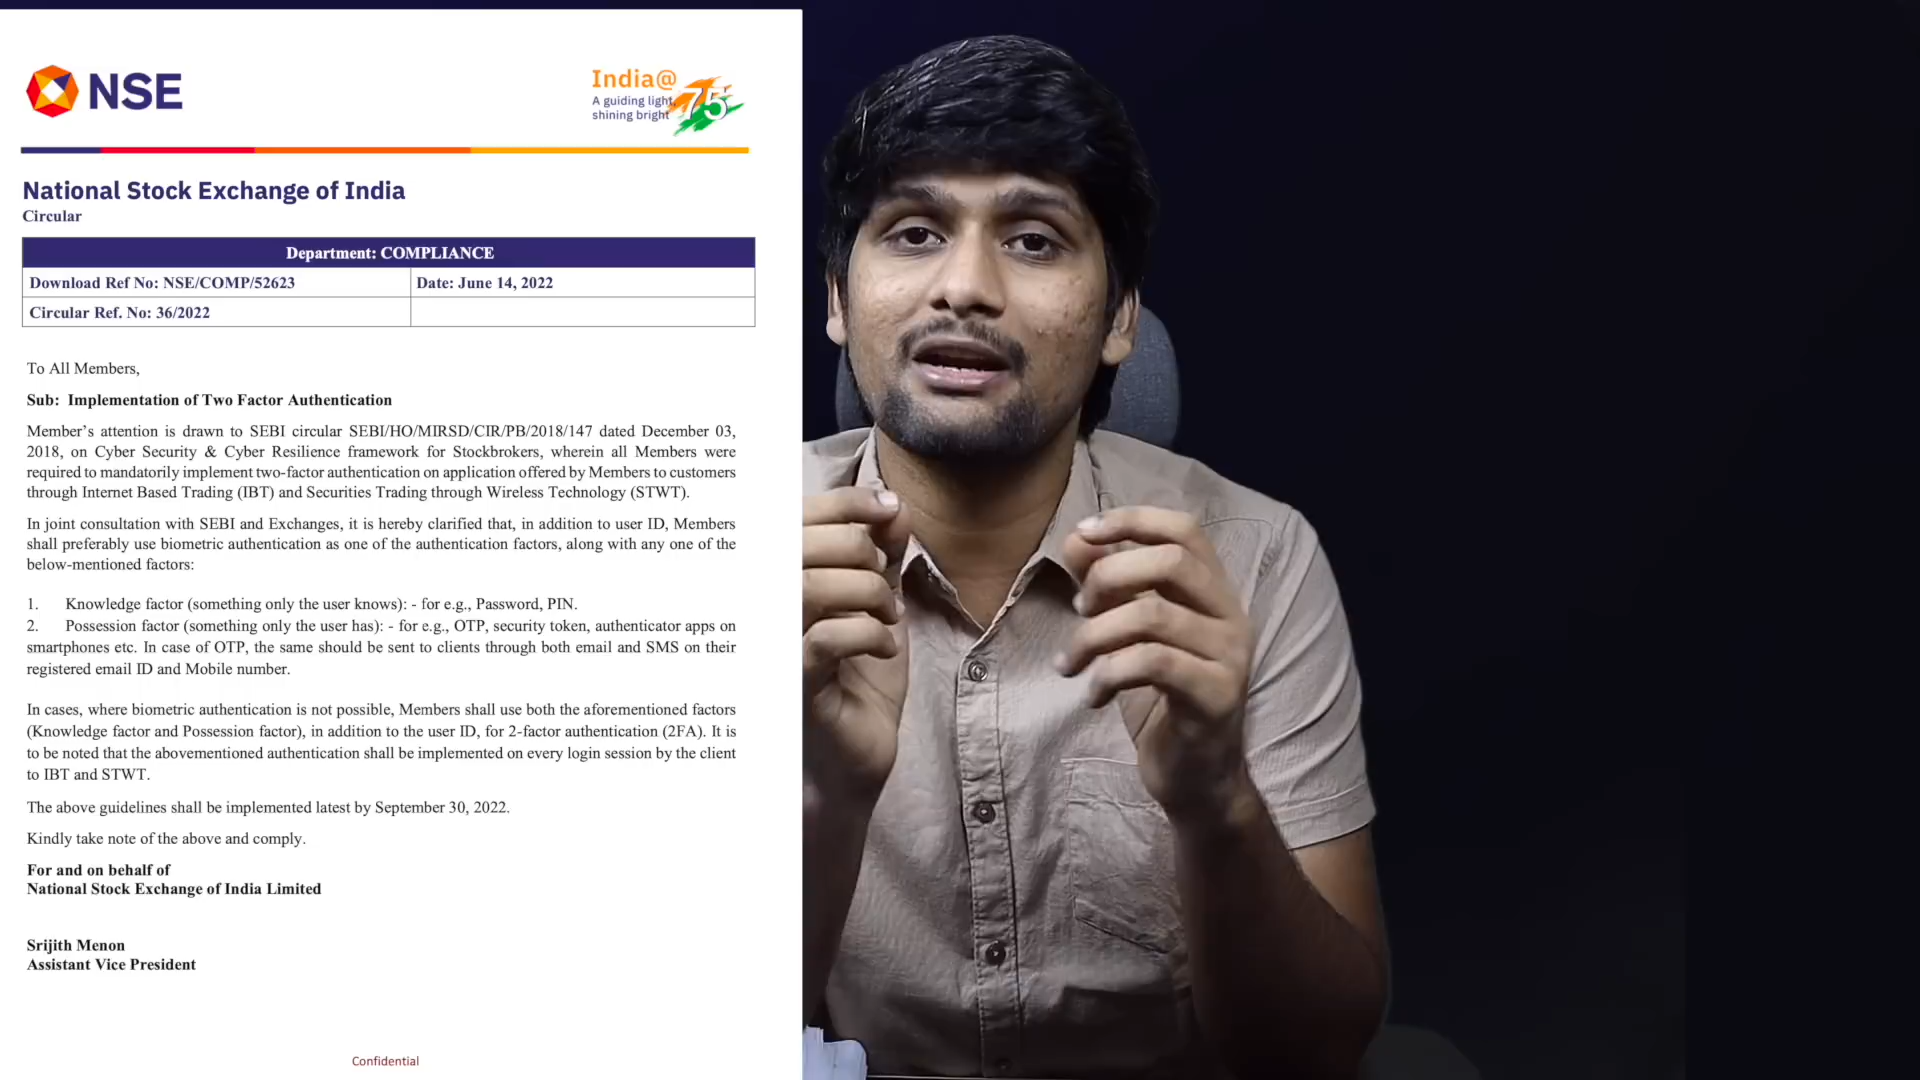 NSE
India@
75
A guiding light,
shining bright
National Stock Exchange of India
Circular
Department: COMPLIANCE
Download Ref No: NSE/COMP/52623
Date: June 14, 2022
Circular Ref. No: 36/2022
To All Members,
Sub: Implementation of Two Factor Authentication
Member's attention is drawn to SEBI circular SEBI/HO/MIRSD/CIR/PB/2018/147 dated December 03,
2018, on Cyber Security & Cyber Resilience framework for Stockbrokers, wherein all Members were
required to mandatorily implement two-factor authentication on application offered by Members to customers
through Internet Based Trading (IBT) and Securities Trading through Wireless Technology (STWT).
In joint consultation with SEBI and Exchanges, it is hereby clarified that, in addition to user ID, Members
shall preferably use biometric authentication as one of the authentication factors, along with any one of the
below-mentioned factors:
1. Knowledge factor (something only the user knows): - for e.g., Password, PIN.
2. Possession factor (something only the user has): - for e.g., OTP, security token, authenticator apps on
smartphones etc. In case of OTP, the same should be sent to clients through both email and SMS on their
registered email ID and Mobile number.
In cases, where biometric authentication is not possible, Members shall use both the aforementioned factors
(Knowledge factor and Possession factor), in addition to the user ID, for 2-factor authentication (2FA). It is
to be noted that the abovementioned authentication shall be implemented on every login session by the client
to IBT and STWT.
The above guidelines shall be implemented latest by September 30, 2022.
Kindly take note of the above and comply.
For and on behalf of
National Stock Exchange of India Limited
Srijith Menon
Assistant Vice President
Confidential